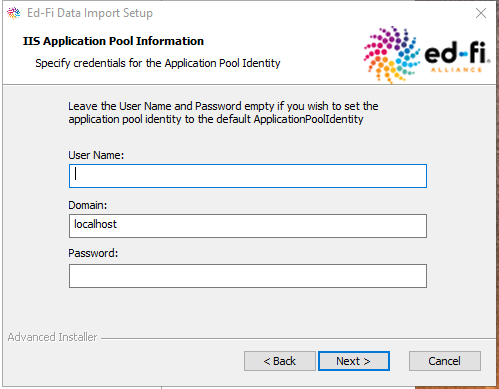 Ed-Fi Data Import Setup
IIS Application Pool Information
Specify credentials for the Application Pool Identity
ed-fi
ALLIANCE
Leave the User Name and Password empty if you wish to set the
application pool identity to the default ApplicationPoolIdentity
User Name:
Domain:
localhost
Password:
Advanced Installer
< Back
Next >
Cancel